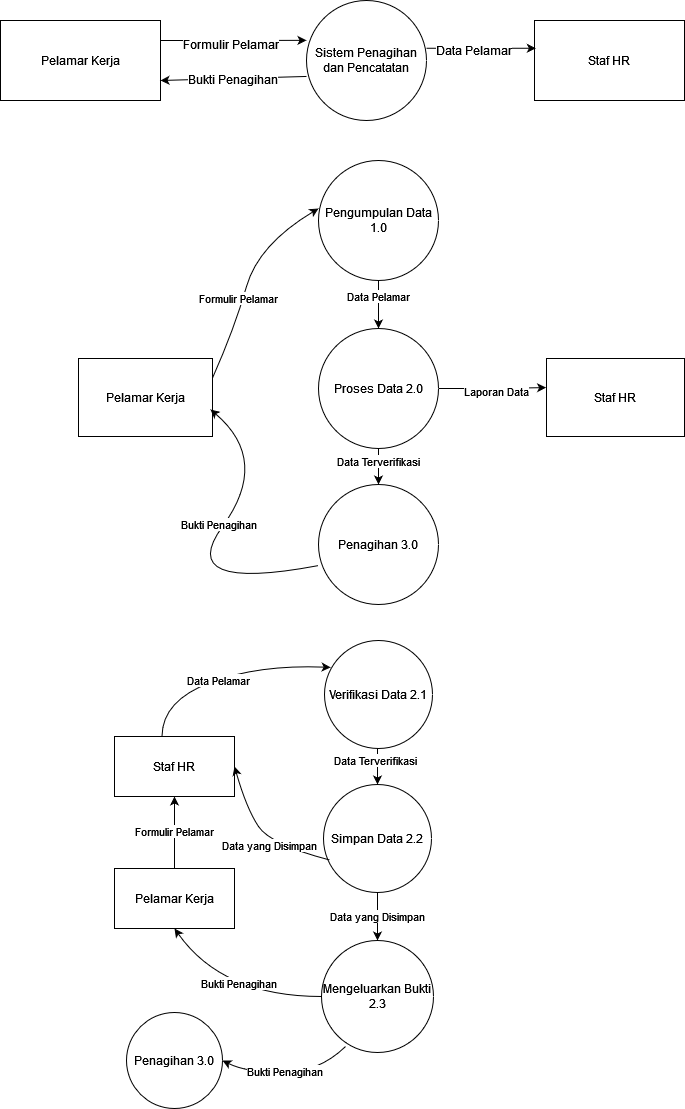 Pelamar Kerja
Formulir Pelamar
Bukti Penagihan
Sistem Penagihan
dan Pencatatan
Data Pelamar
Staf HR
Pengumpulan Data
1.0
Formulir Pelamar
Data Pelamar
Pelamar Kerja
Proses Data 2.0
Laporan Data
Staf HR
Data Terverifikasi
Bukti Penagihan
Penagihan 3.0
Data Pelamar
Verifikasi Data 2.1
Staf HR
Data Terverifikasi
Formulir Pelamar
Data yang Disimpan
Simpan Data 2.2
Pelamar Kerja
Data yang Disimpan
Bukti Penagihan
Mengeluarkan Bukti
2.3
Penagihan 3.0
Bukti Penagihan